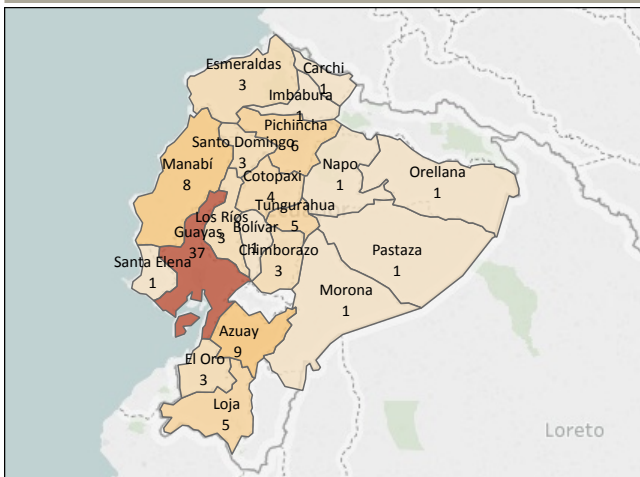 Carchi
1
Esmeraldas
3
Imbabura
1
Pichincha
6
Santo Domingo
3
Manabí
8
Cotopaxi
4
Napo
1
Orellana
1
Tungurahua
5
Los Ríos
3
Bolívar
1
Guayas
37
Chimborazo
3
Santa Elena
1
Pastaza
1
Morona
1
Azuay
9
El Oro
3
Loja
5
Loreto